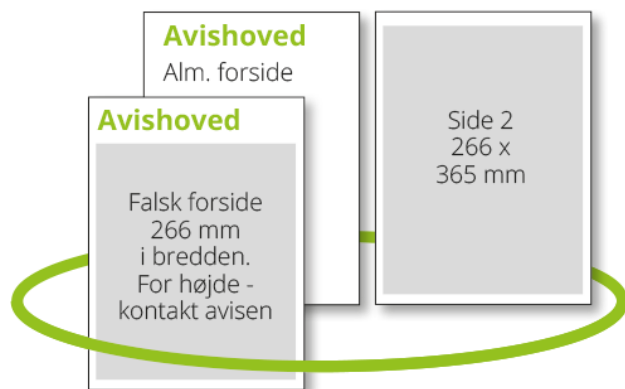 Avishoved
Alm. forside
Avishoved
Falsk forside
266 mm
i bredden.
For højde -
kontakt avisen
Side 2
266 x
365 mm